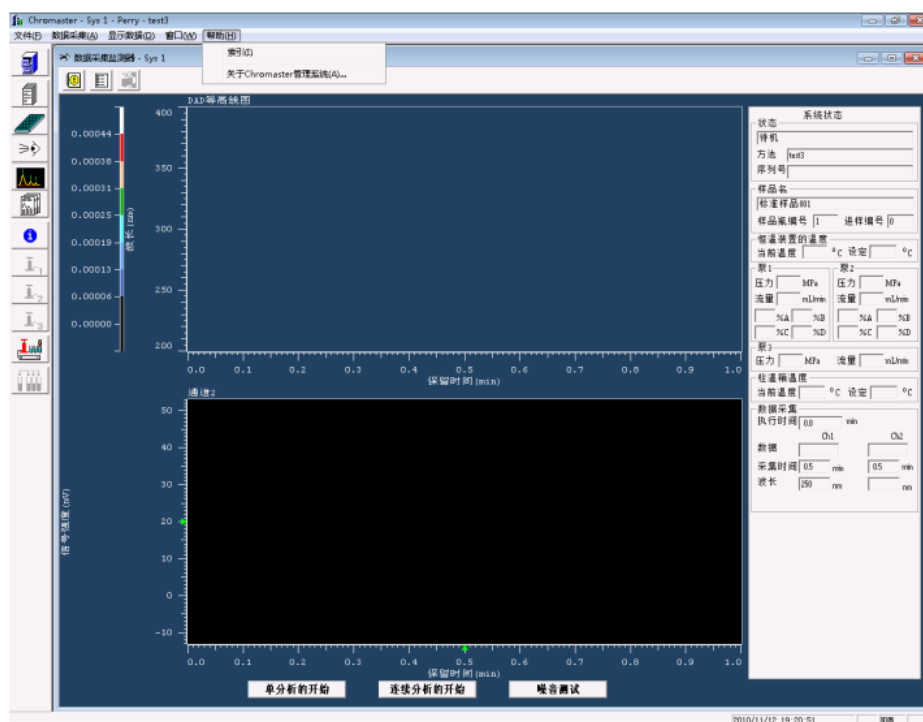 Chromaster - Sys 1 - Perry - test3
文件(F) 数据采集(A) 显示数据(D) 窗口(W) 帮助(H)
索引(I)
关于Chromaster管理系统(A)...
数据采集监测器 - Sys 1
DAD等高线图
400
350
300
250
200
波长 (nm)
0.00044
0.00038
0.00031
0.00025
0.00019
0.00013
0.00006
0.00000
0.0 0.1 0.2 0.3 0.4 0.5 0.6 0.7 0.8 0.9 1.0
保留时间 (min)
通道2
50
40
30
20
10
0
-10
信号强度 (mV)
0.0 0.1 0.2 0.3 0.4 0.5 0.6 0.7 0.8 0.9 1.0
保留时间 (min)
单分析的开始 连续分析的开始 噪音测试
系统状态
状态
待机
方法 test3
序列号
样品名
标准样品001
样品瓶编号 1 进样编号 0
恒温装置的温度
当前温度 °C 设定 °C
泵1 泵2
压力 MPa 压力 MPa
流量 mL/min 流量 mL/min
%A %B %A %B
%C %D %C %D
泵3
压力 MPa 流量 mL/min
柱温箱温度
当前温度 °C 设定 °C
数据采集
执行时间 0.0 min
Ch1 Ch2
数据
采集时间 0.5 min 0.5 min
波长 250 nm nm
2010/11/12 19:20:51